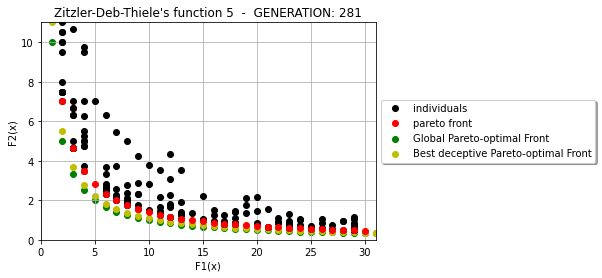 Zitzler-Deb-Thiele's function 5 - GENERATION: 281
F2(x)
10
8
6
4
2
0
0 5 10 15 20 25 30
F1(x)
individuals
pareto front
Global Pareto-optimal Front
Best deceptive Pareto-optimal Front